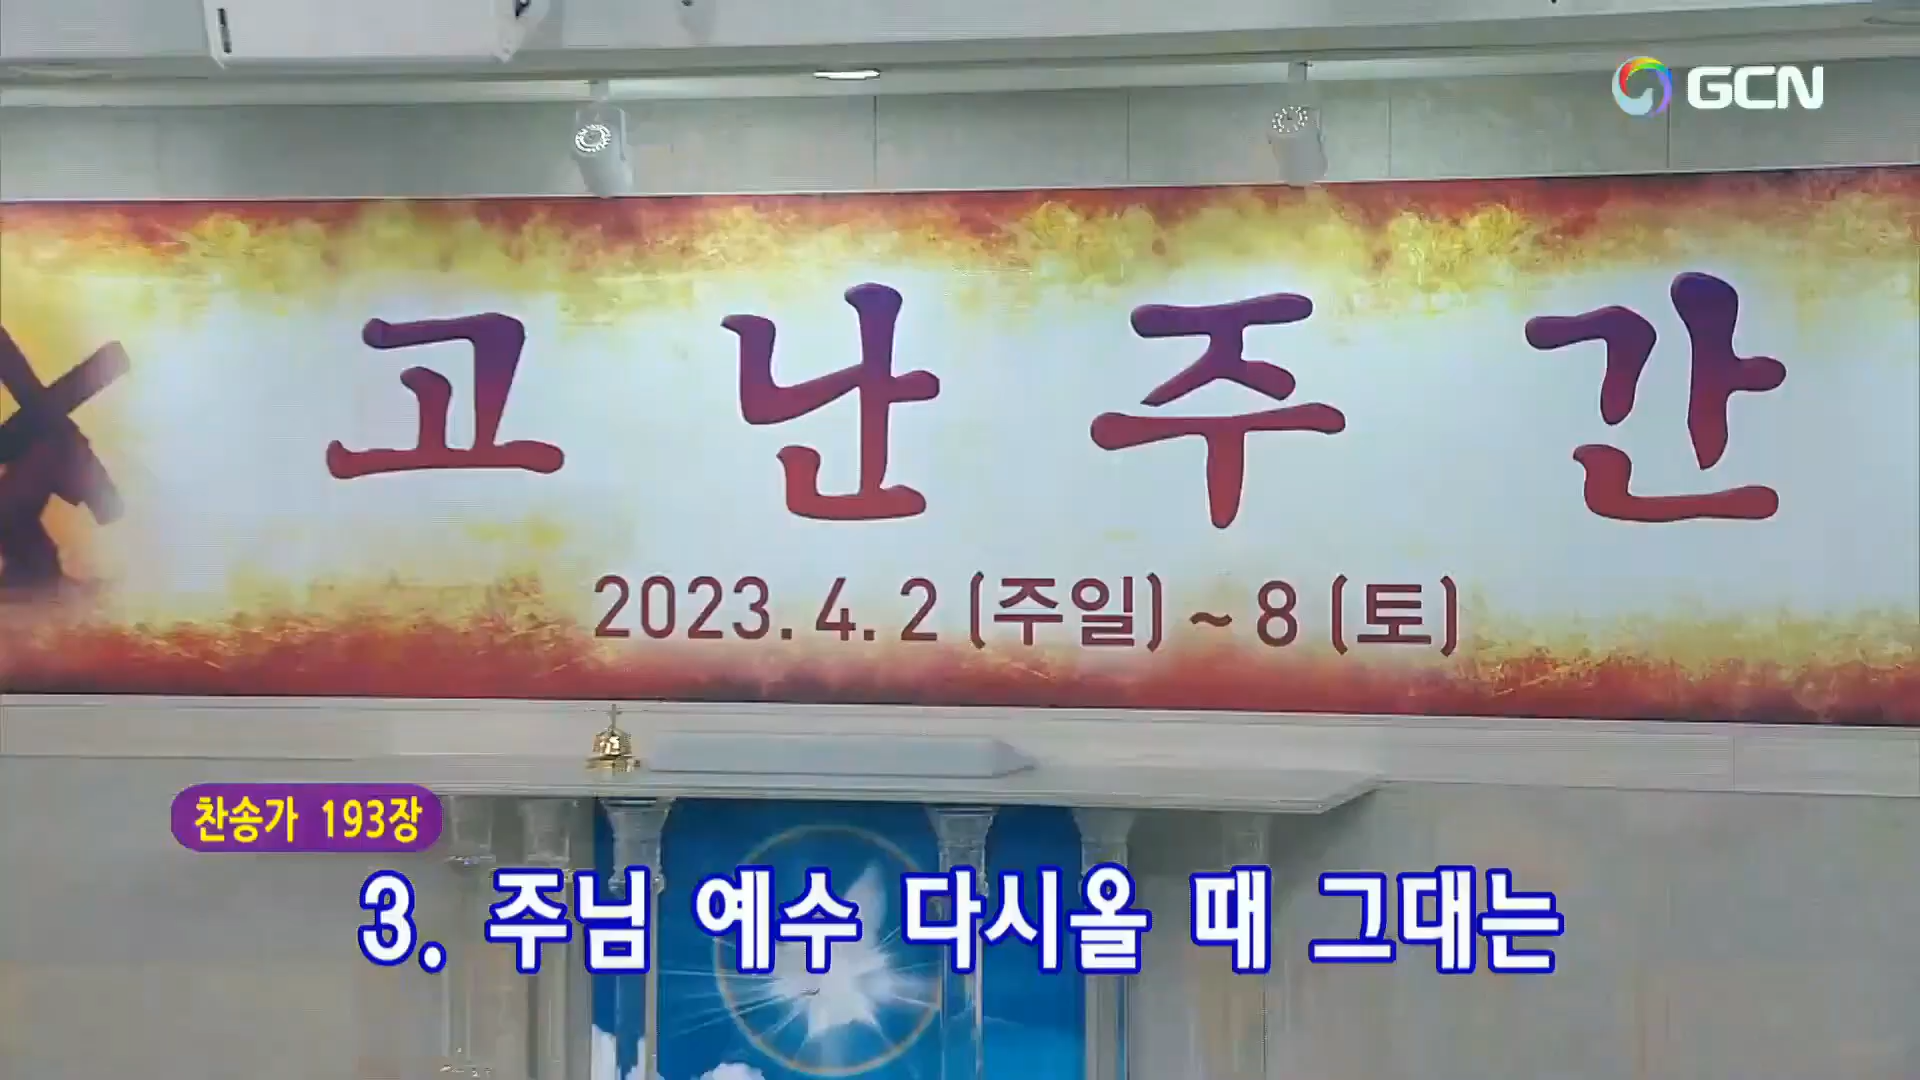 GCN
고난주간
2023. 4. 2 (주일) ~ 8 (토)
찬송가 193장
3. 주님 예수 다시올 때 그대는